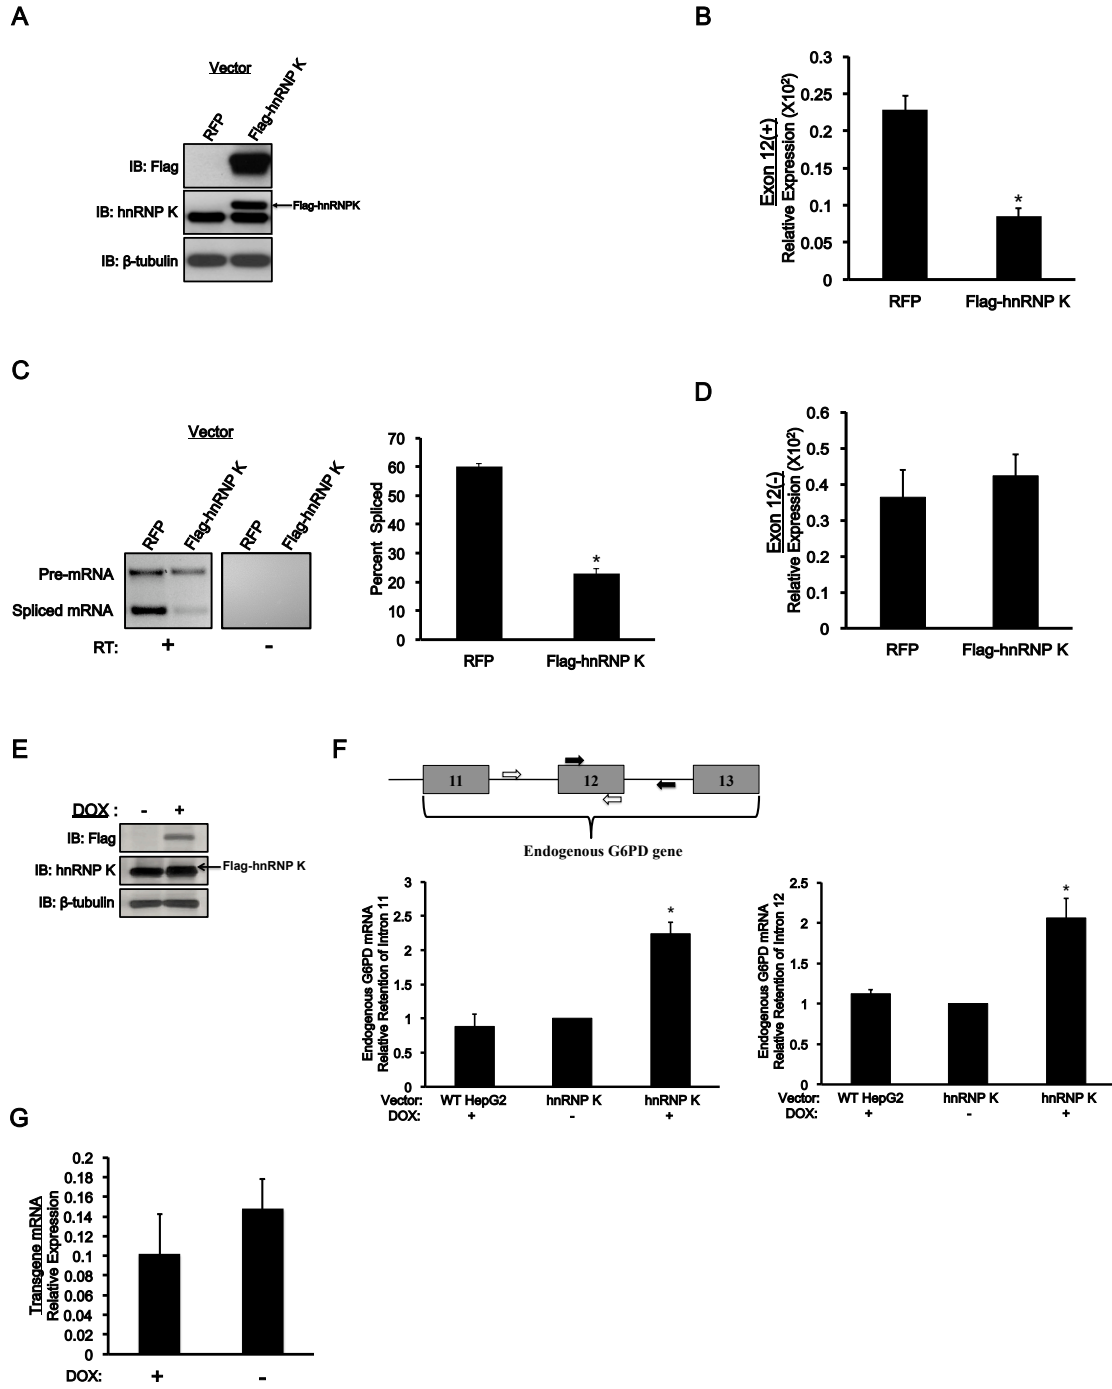 A
Vector
RFP
Flag-hnRNP K
IB: Flag
IB: hnRNP K
Flag-hnRNPK
IB: β-tubulin
B
Exon 12(+)
Relative Expression (X10²)
0.3
0.25
0.2
0.15
0.1
0.05
0
*
RFP
Flag-hnRNP K
C
Vector
RFP
Flag-hnRNP K
RFP
Flag-hnRNP K
Pre-mRNA
Spliced mRNA
RT:
+
-
Percent Spliced
70
60
50
40
30
20
10
0
*
RFP
Flag-hnRNP K
D
Exon 12(-)
Relative Expression (X10²)
0.6
0.5
0.4
0.3
0.2
0.1
0
RFP
Flag-hnRNP K
E
DOX : - +
IB: Flag
IB: hnRNP K
Flag-hnRNP K
IB: β-tubulin
F
11
12
13
Endogenous G6PD gene
Endogenous G6PD mRNA
Relative Retention of Intron 11
3
2.5
2
1.5
1
0.5
0
*
Vector: WT HepG2 hnRNP K hnRNP K
DOX: + - +
Endogenous G6PD mRNA
Relative Retention of Intron 12
2.5
2
1.5
1
0.5
0
*
Vector: WT HepG2 hnRNP K hnRNP K
DOX: + - +
G
Transgene mRNA
Relative Expression
0.2
0.18
0.16
0.14
0.12
0.1
0.08
0.06
0.04
0.02
0
DOX: + -